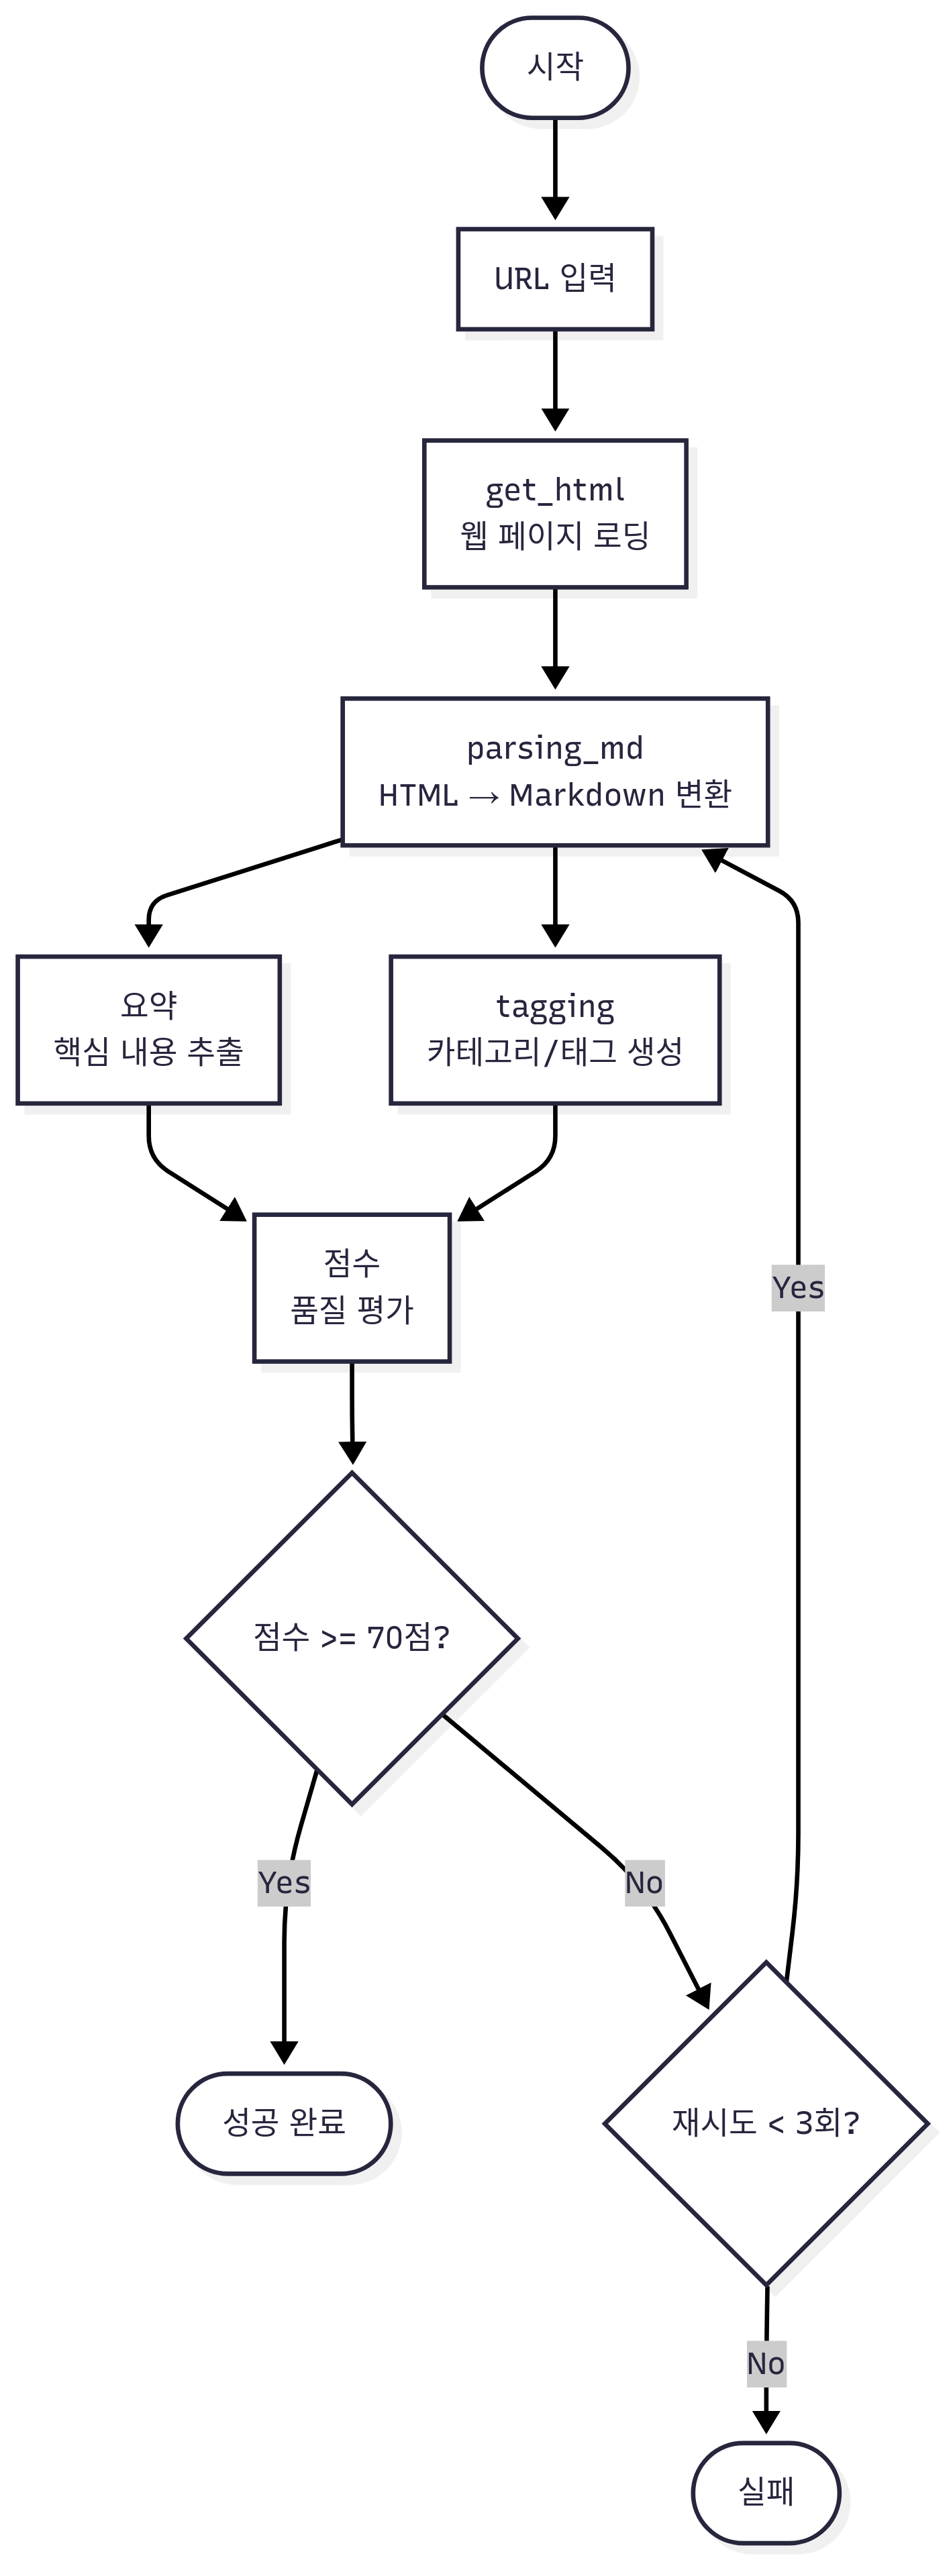 시작
URL 입력
get_html
웹 페이지 로딩
parsing_md
HTML → Markdown 변환
요약
핵심 내용 추출
tagging
카테고리/태그 생성
점수
품질 평가
Yes
점수 >= 70점?
Yes
No
성공 완료
재시도 < 3회?
No
실패